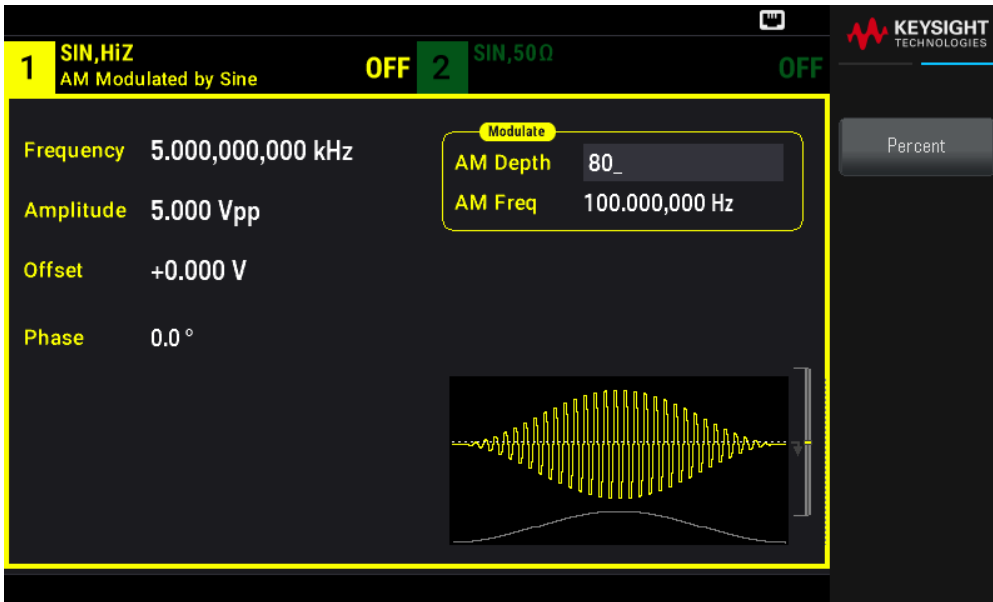 KEYSIGHT
TECHNOLOGIES
1
SIN,HiZ
AM Modulated by Sine
OFF
2
SIN,50Ω
OFF
Frequency 5.000,000,000 kHz
Amplitude 5.000 Vpp
Offset +0.000 V
Phase 0.0 °
Modulate
AM Depth 80_
AM Freq 100.000,000 Hz
Percent